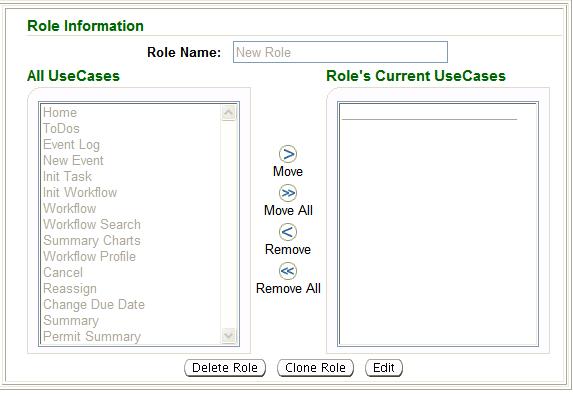 Role Information
Role Name: New Role
All UseCases
Role's Current UseCases
Home
ToDos
Event Log
New Event
Init Task
Init Workflow
Workflow
Workflow Search
Summary Charts
Workflow Profile
Cancel
Reassign
Change Due Date
Summary
Permit Summary
>
Move
>>
Move All
<
Remove
<<
Remove All
Delete Role Clone Role Edit